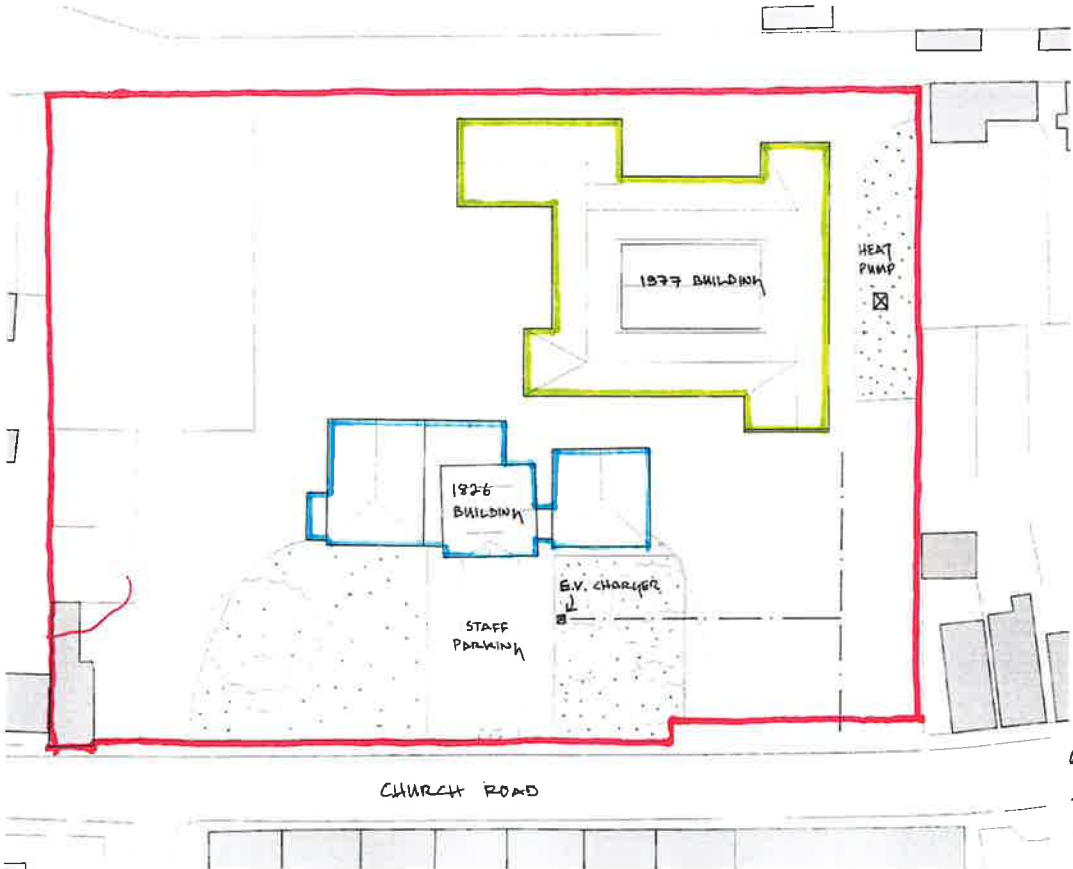 1977 BUILDING
HEAT
PUMP
1826
BUILDING
E.V. CHARGER
STAFF
PARKING
CHURCH ROAD